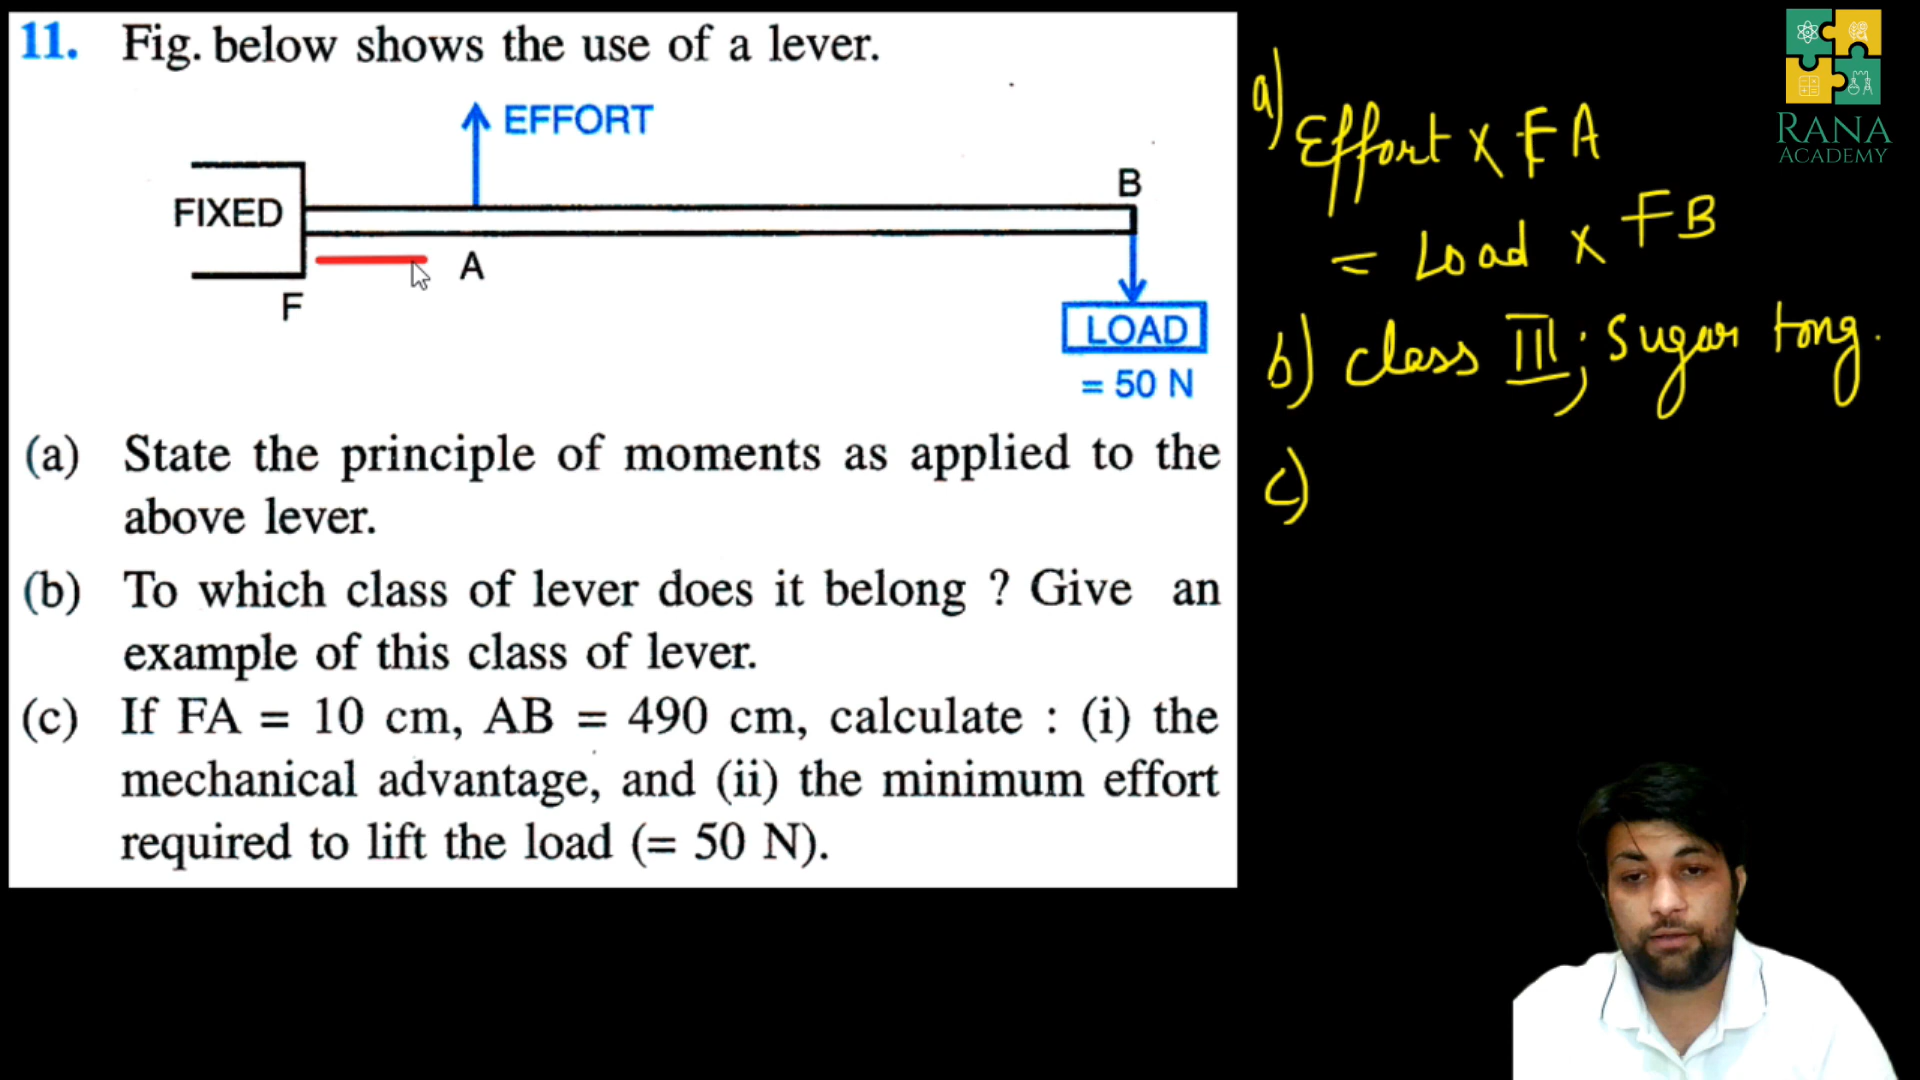 11. Fig. below shows the use of a lever.
EFFORT
FIXED
B
A
F
LOAD
= 50 N
(a) State the principle of moments as applied to the
above lever.
(b) To which class of lever does it belong ? Give an
example of this class of lever.
(c) If FA = 10 cm, AB = 490 cm, calculate : (i) the
mechanical advantage, and (ii) the minimum effort
required to lift the load (= 50 N).
a) Effort x FA
= Load x FB
b) class III; Sugar tong.
c)
RANA
ACADEMY